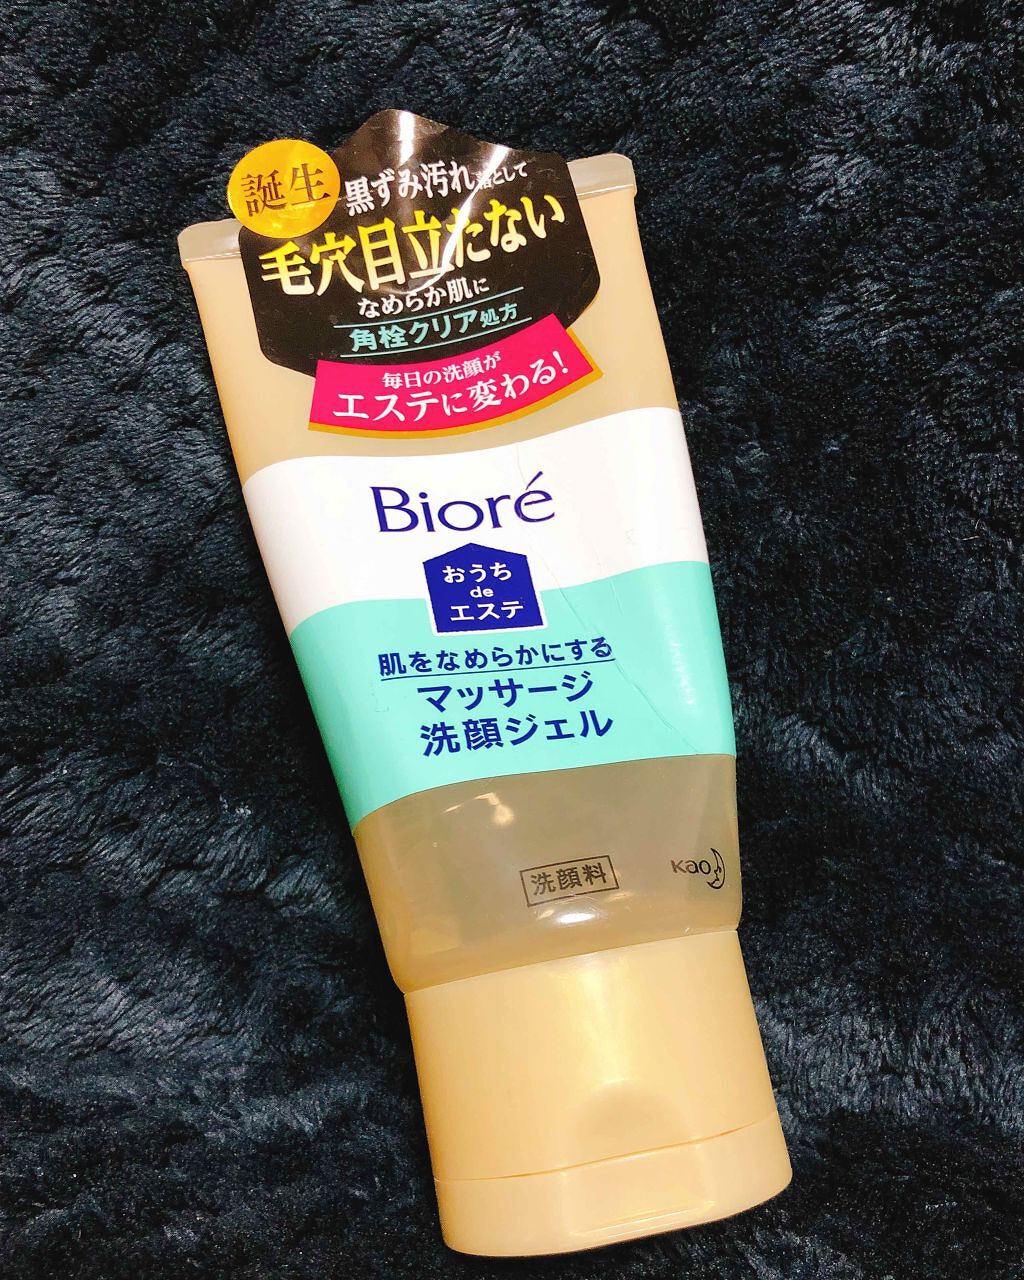 誕生
黒ずみ汚れ落として
毛穴目立たない
なめらか肌に
角栓クリア処方
毎日の洗顔が
エステに変わる!
Bioré
おうち
de
エステ
肌をなめらかにする
マッサージ
洗顔ジェル
洗顔料
Kao